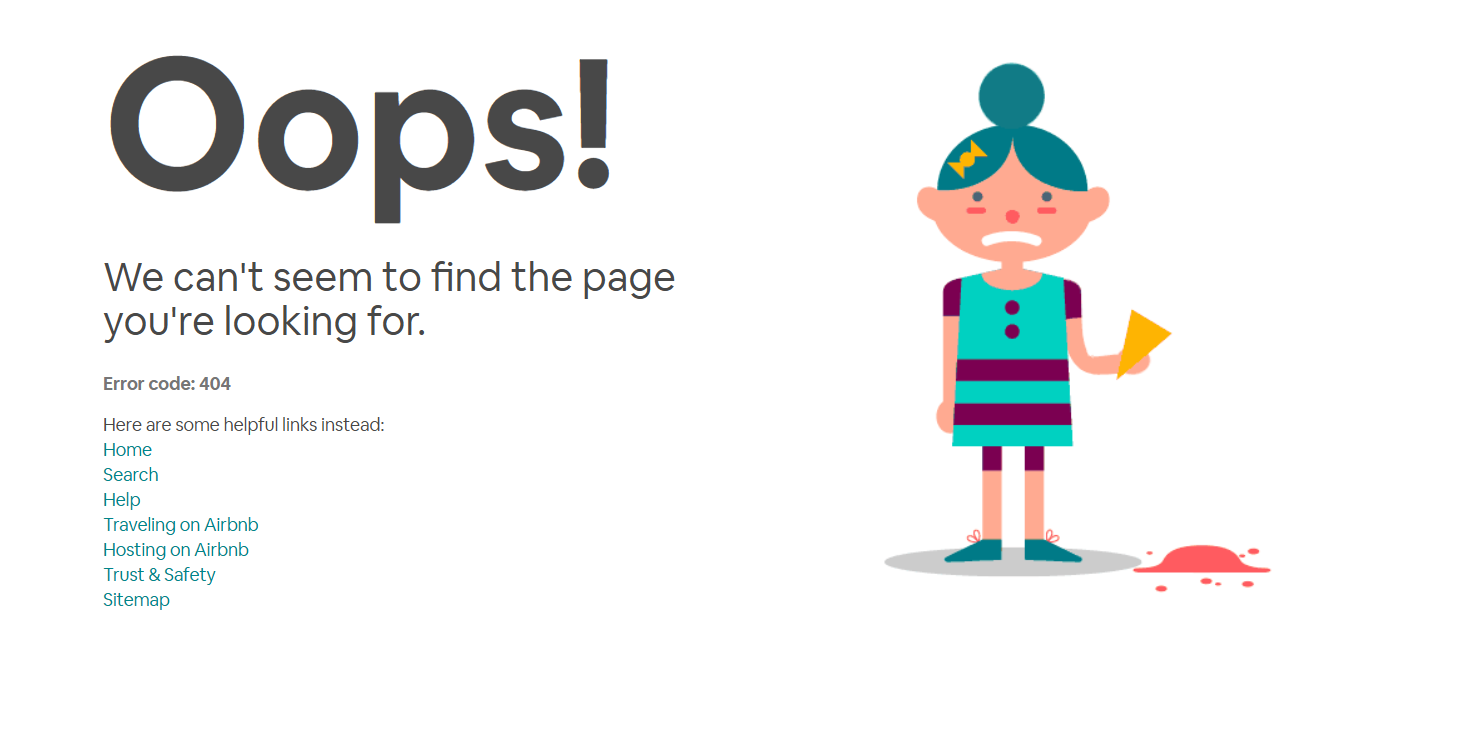 Oops!
We can't seem to find the page
you're looking for.
Error code: 404
Here are some helpful links instead:
Home
Search
Help
Traveling on Airbnb
Hosting on Airbnb
Trust & Safety
Sitemap